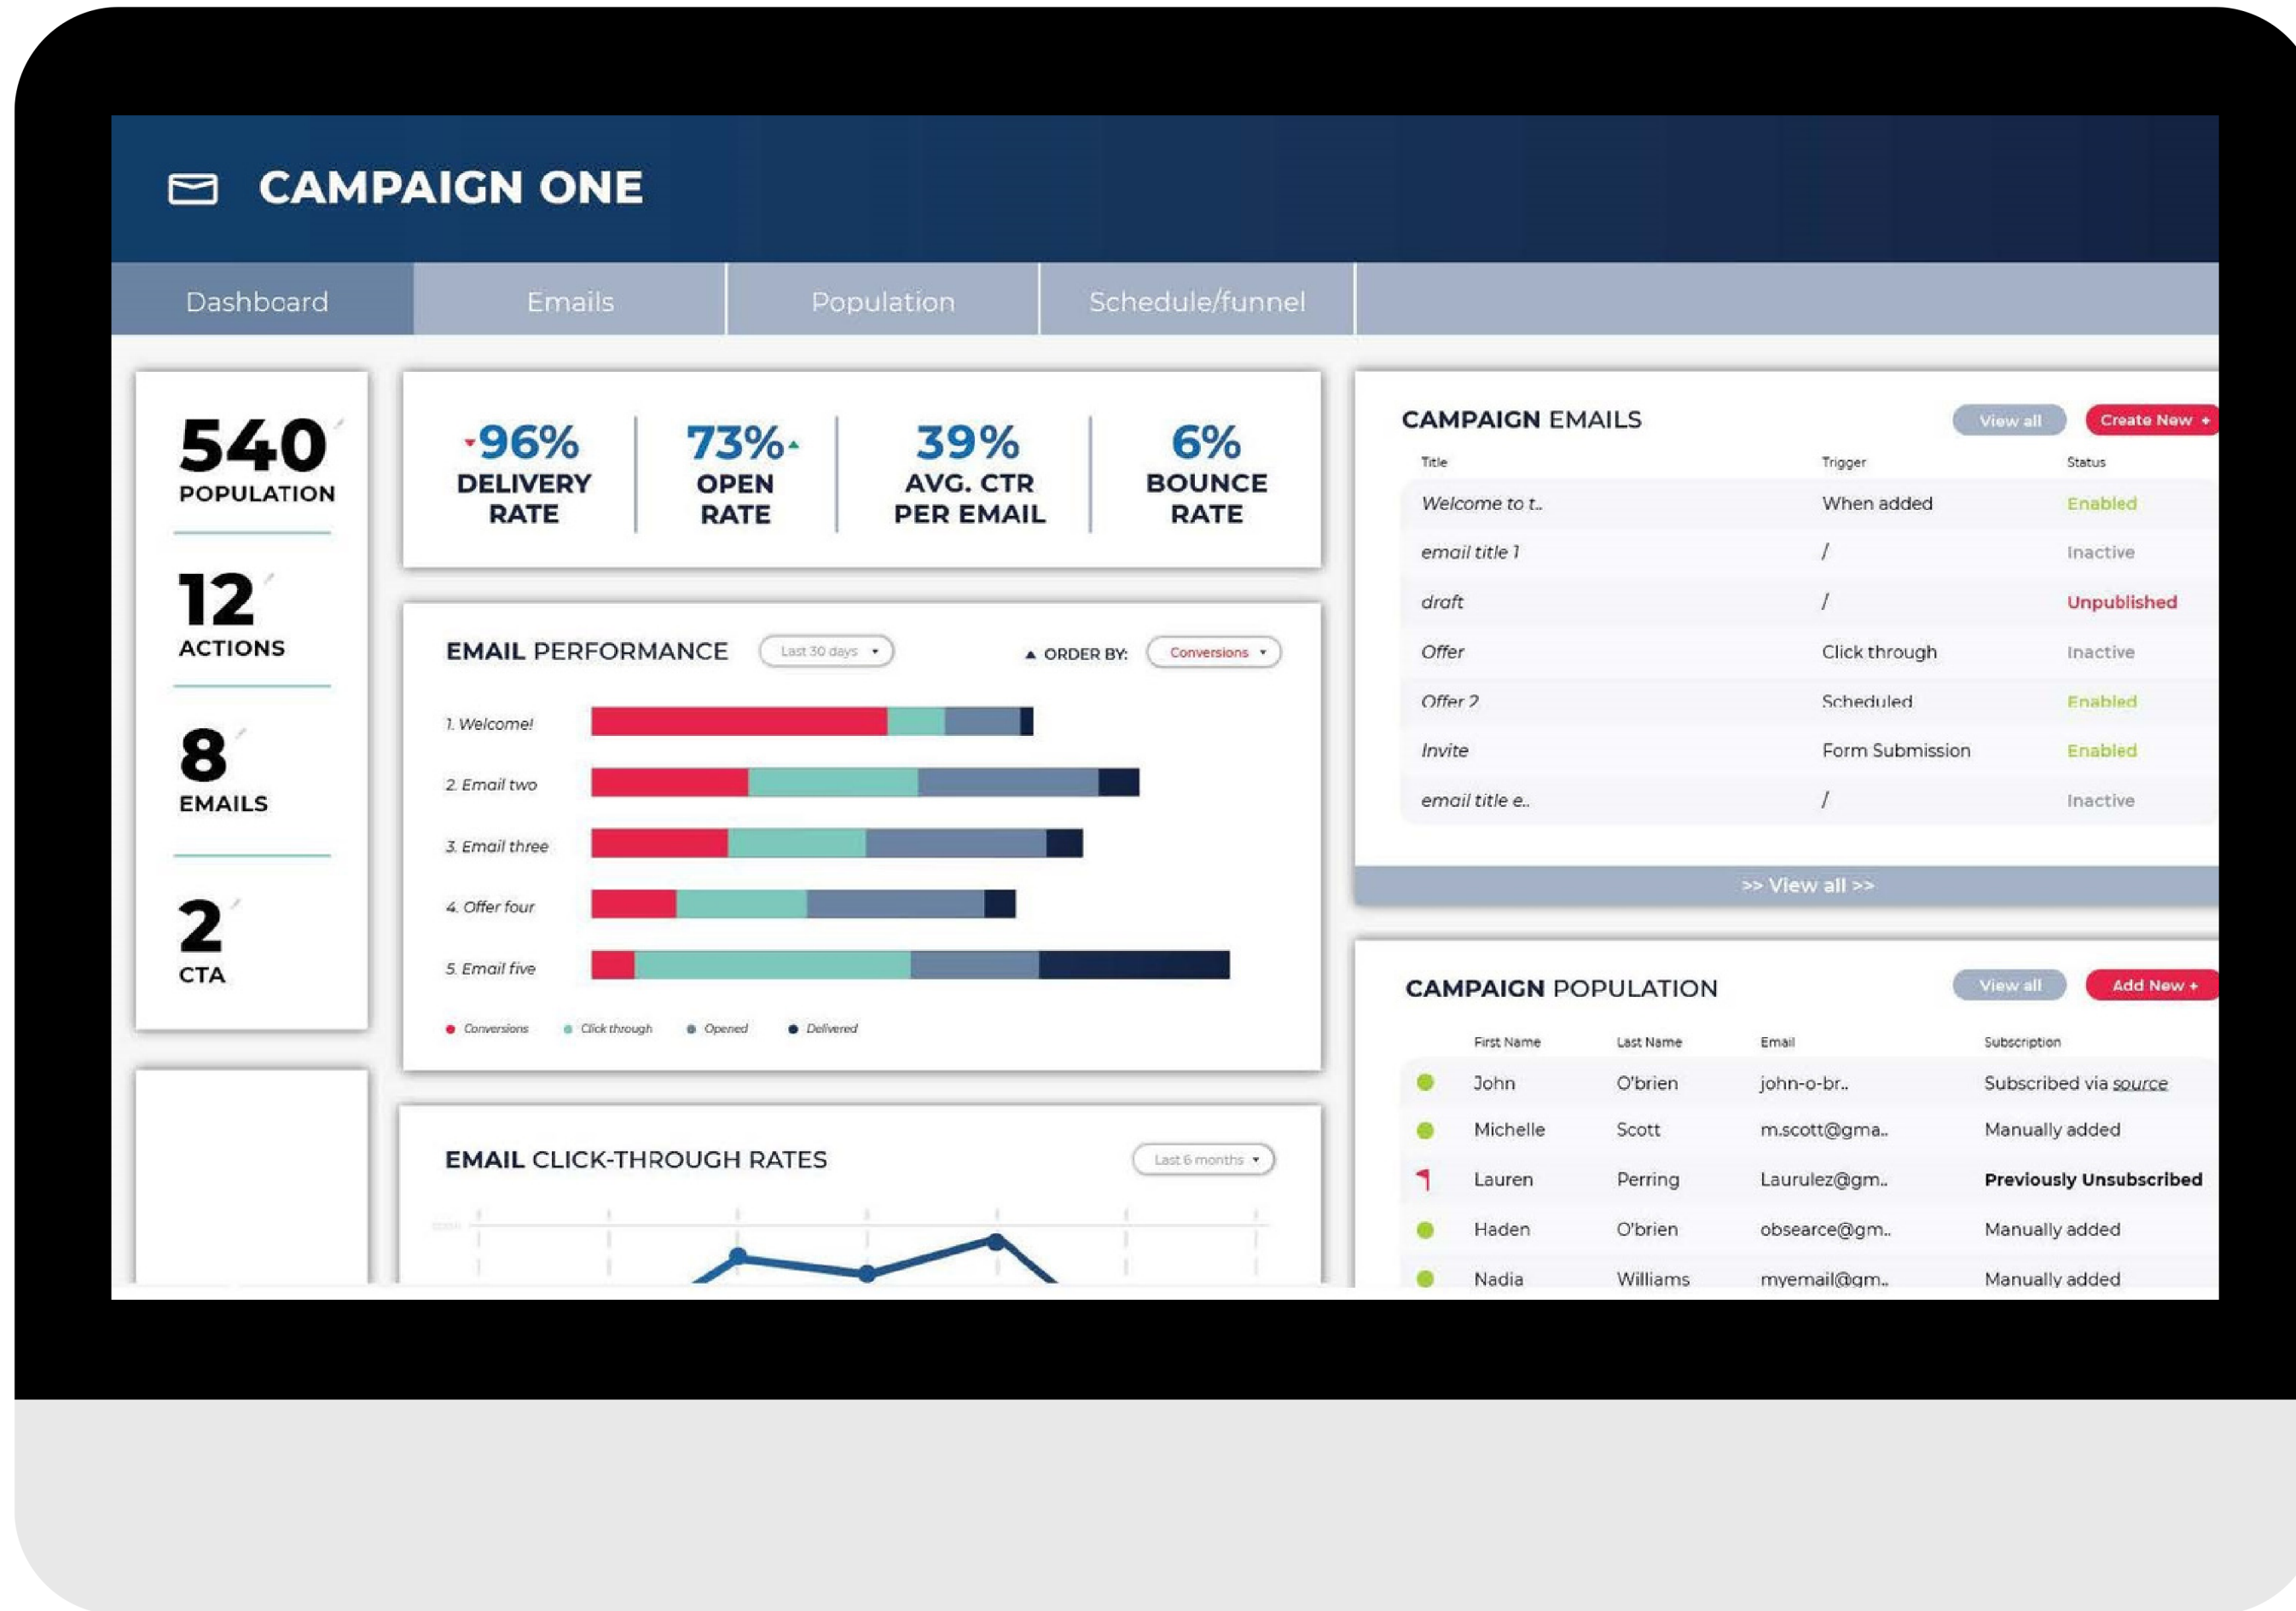 CAMPAIGN ONE
Dashboard
Emails
Population
Schedule/funnel
540
POPULATION
12
ACTIONS
8
EMAILS
2
CTA
96%
DELIVERY
RATE
73%
OPEN
RATE
39%
AVG. CTR
PER EMAIL
6%
BOUNCE
RATE
EMAIL PERFORMANCE
Last 30 days
ORDER BY:
Conversions
1. Welcome!
2. Email two
3. Email three
4. Offer four
5. Email five
Conversions
Click through
Opened
Delivered
EMAIL CLICK-THROUGH RATES
Last 6 months
CAMPAIGN EMAILS
View all
Create New +
Title Trigger Status
Welcome to t.. When added Enabled
email title 1 / Inactive
draft / Unpublished
Offer Click through Inactive
Offer 2 Scheduled Enabled
Invite Form Submission Enabled
email title e.. / Inactive
>> View all >>
CAMPAIGN POPULATION
View all
Add New +
First Name Last Name Email Subscription
John O'brien john-o-br.. Subscribed via source
Michelle Scott m.scott@gma.. Manually added
Lauren Perring Laurulez@gm.. Previously Unsubscribed
Haden O'brien obsearce@gm.. Manually added
Nadia Williams myemail@gm.. Manually added